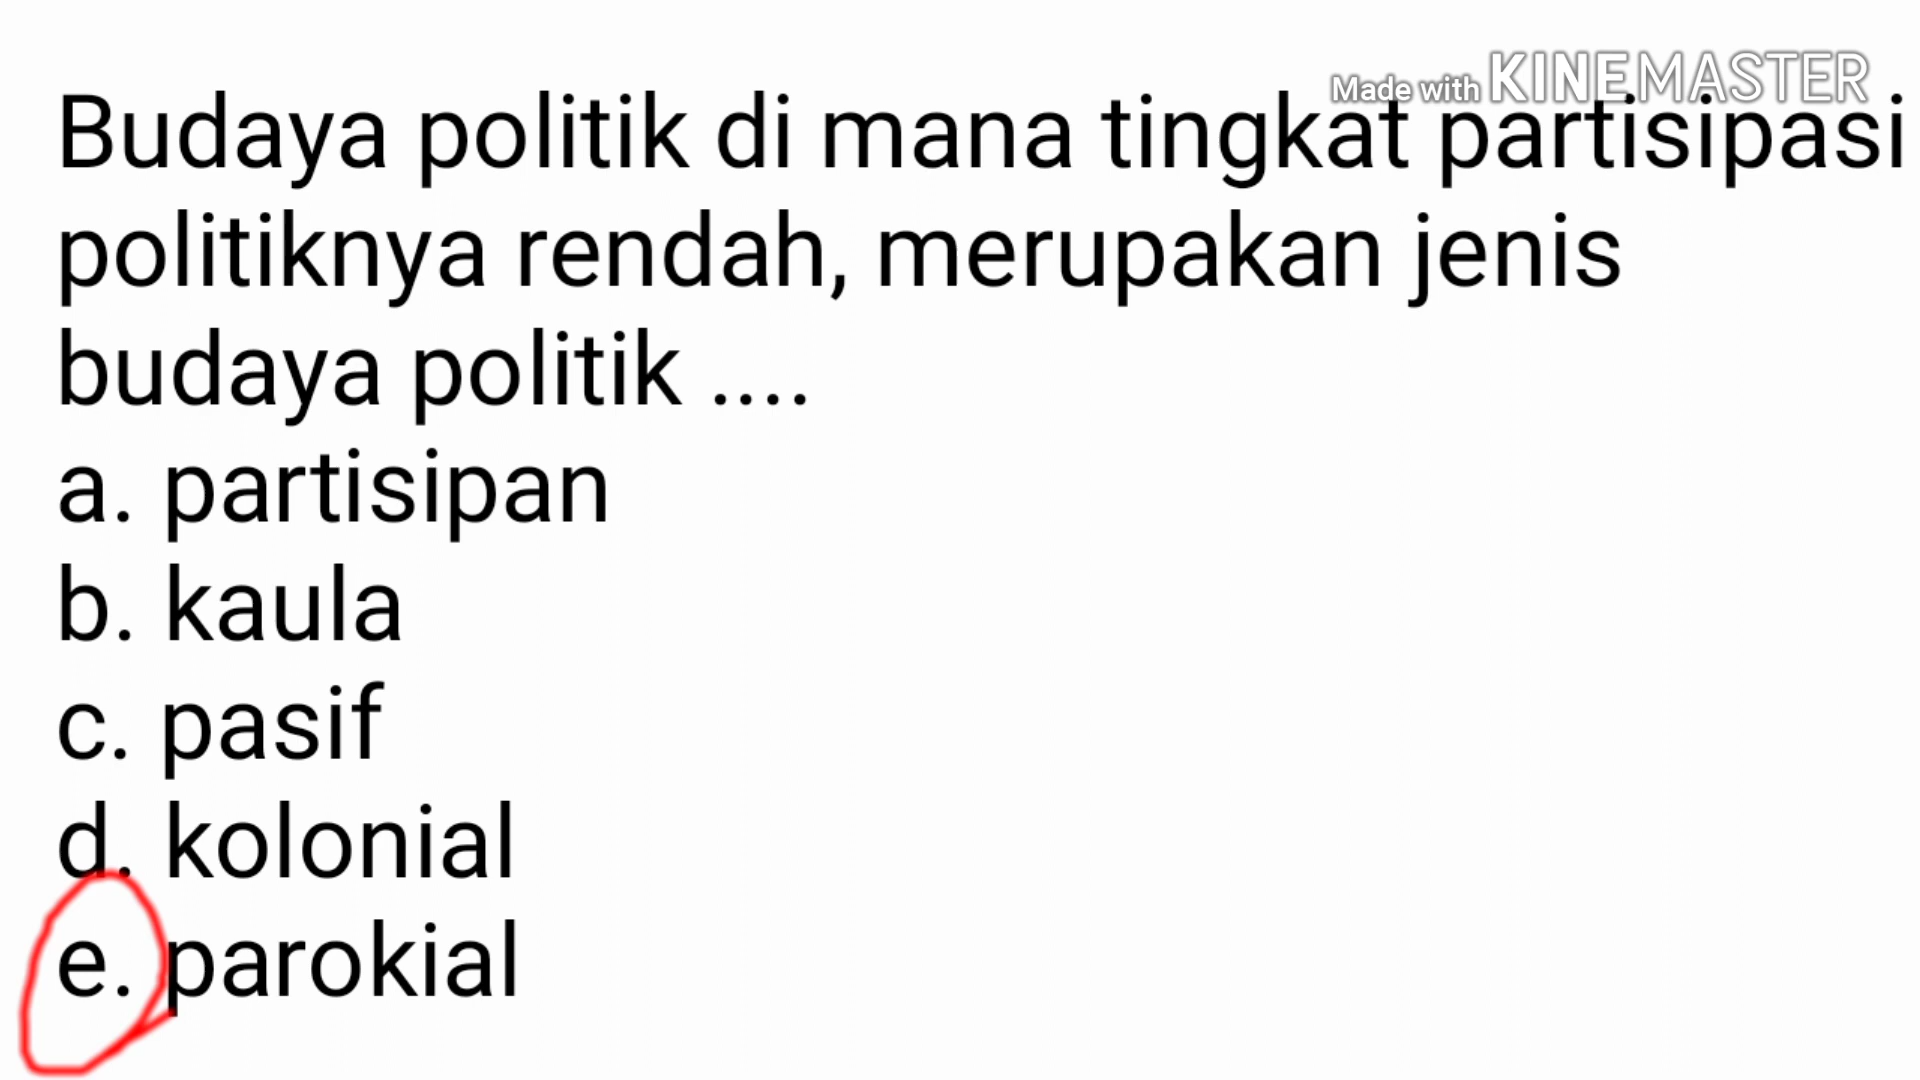 Made with KINEMASTER
Budaya politik di mana tingkat partisipasi
politiknya rendah, merupakan jenis
budaya politik ....
a. partisipan
b. kaula
c. pasif
d. kolonial
e. parokial